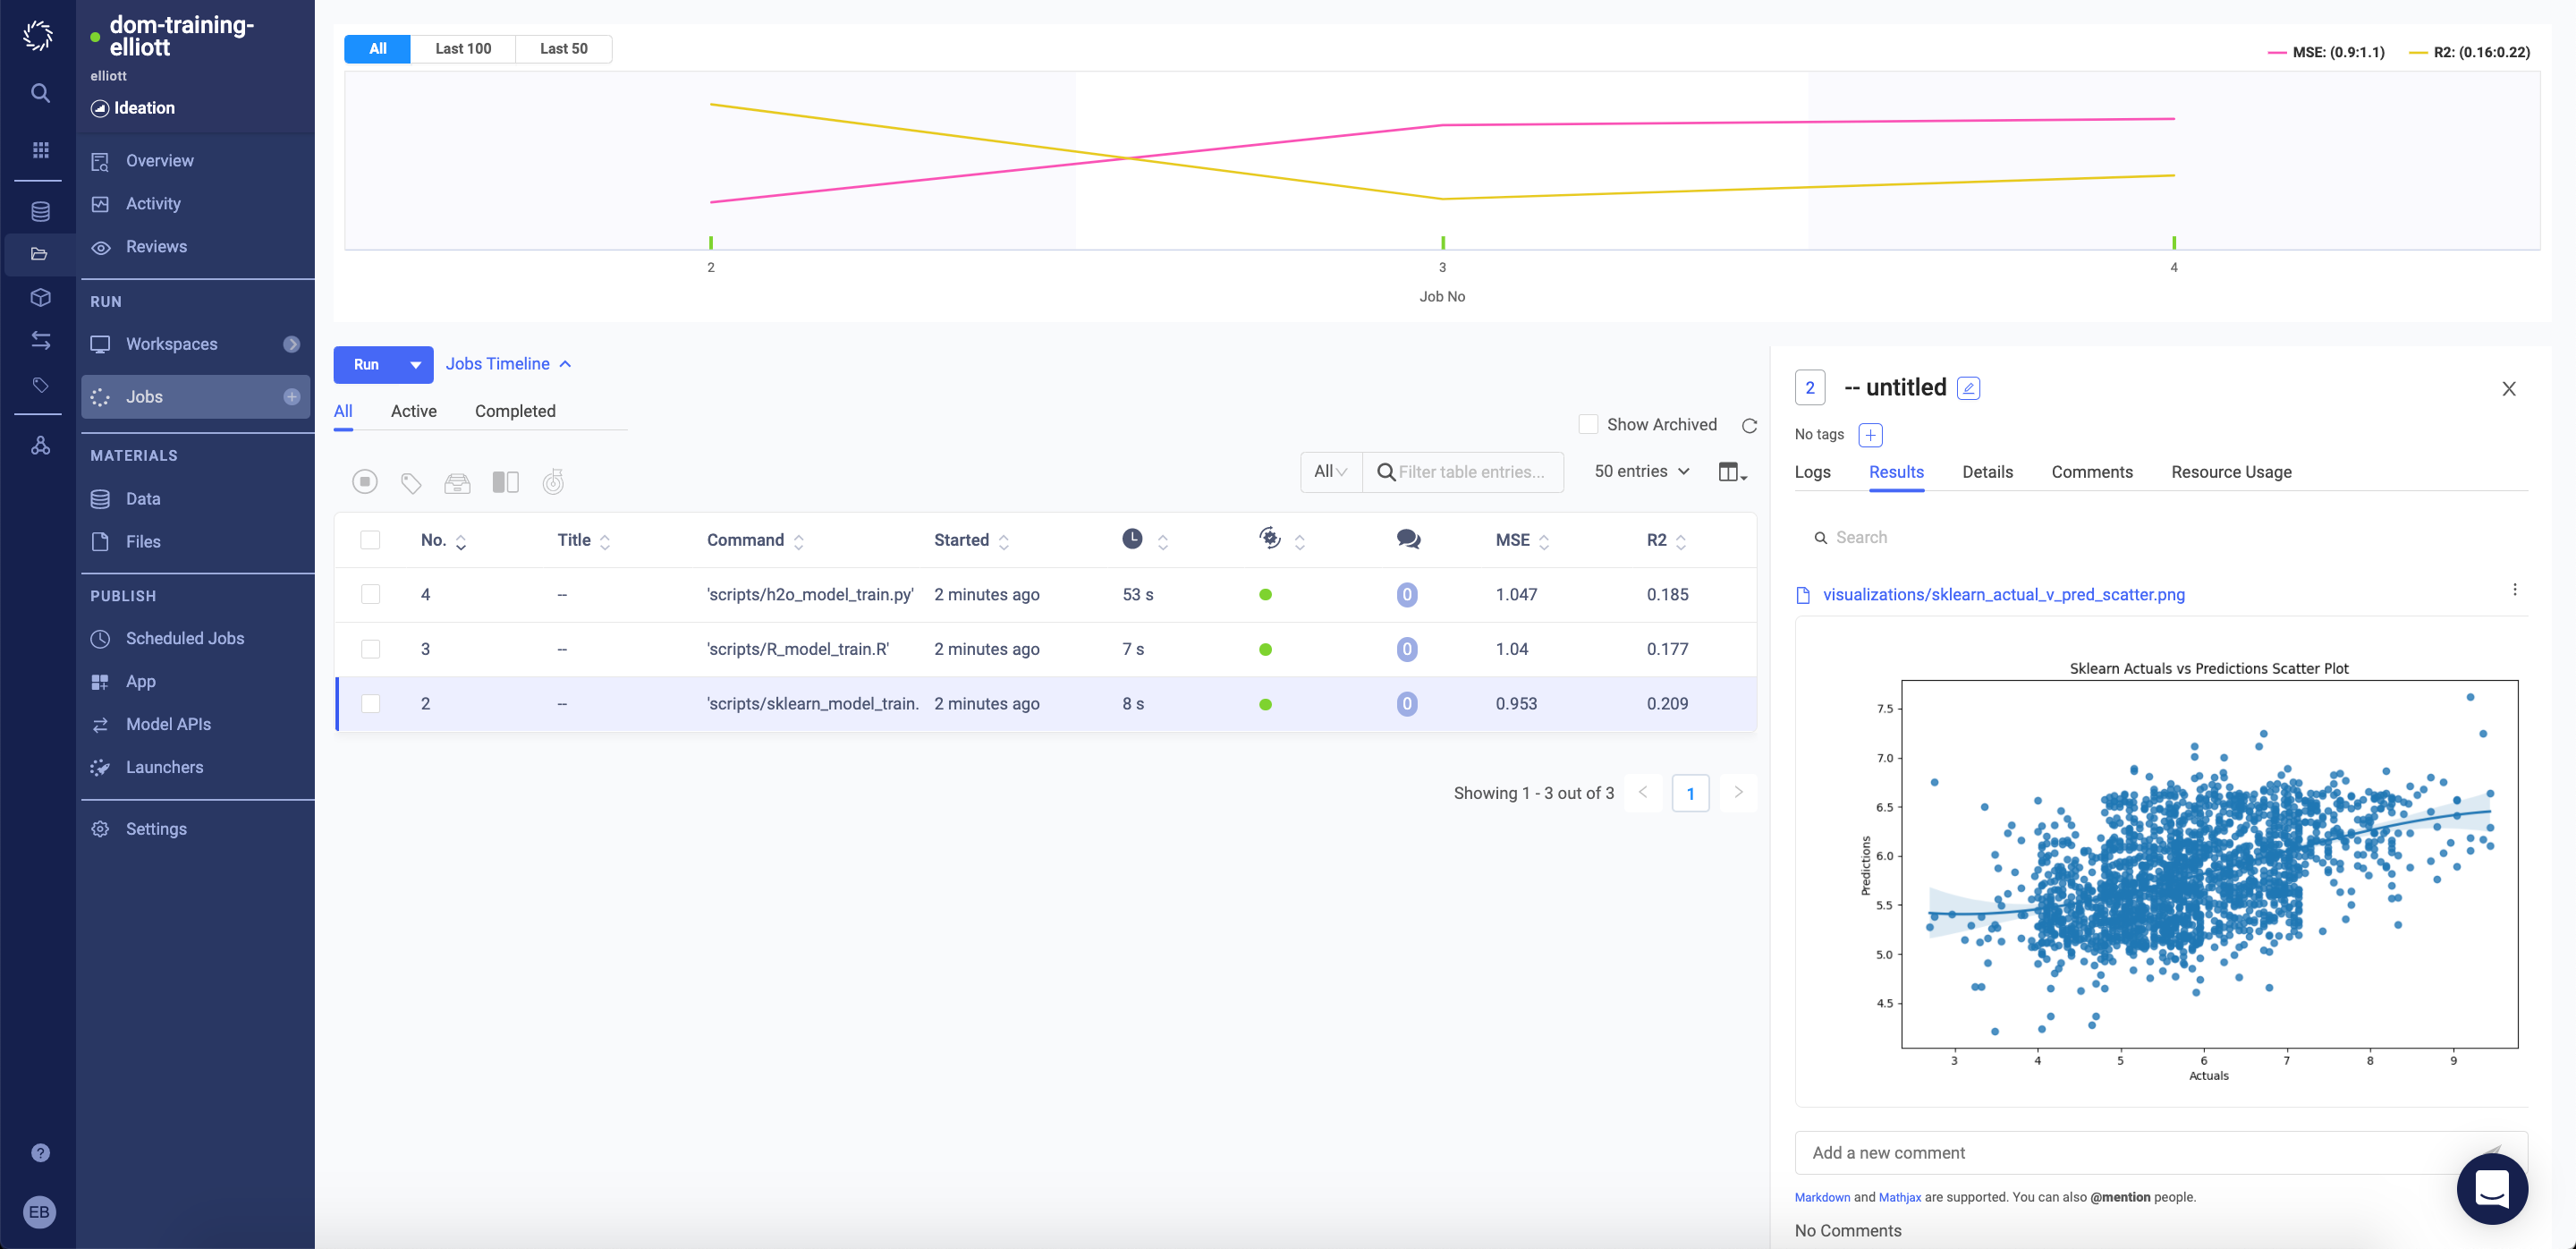 dom-training-
elliott
elliott
Ideation
Overview
Activity
Reviews
RUN
Workspaces
Jobs
MATERIALS
Data
Files
PUBLISH
Scheduled Jobs
App
Model APIs
Launchers
Settings
?
EB
All Last 100 Last 50
MSE: (0.9:1.1) R2: (0.16:0.22)
2 3 4
Job No
Run Jobs Timeline
All Active Completed
Show Archived
All Filter table entries... 50 entries
No. Title Command Started MSE R2
4 -- 'scripts/h2o_model_train.py' 2 minutes ago 53 s 0 1.047 0.185
3 -- 'scripts/R_model_train.R' 2 minutes ago 7 s 0 1.04 0.177
2 -- 'scripts/sklearn_model_train. 2 minutes ago 8 s 0 0.953 0.209
Showing 1 - 3 out of 3 < 1 >
2 -- untitled
No tags +
Logs Results Details Comments Resource Usage
Search
visualizations/sklearn_actual_v_pred_scatter.png
Sklearn Actuals vs Predictions Scatter Plot
7.5
7.0
6.5
6.0
5.5
5.0
4.5
Predictions
3 4 5 6 7 8 9
Actuals
Add a new comment
Markdown and Mathjax are supported. You can also @mention people.
No Comments